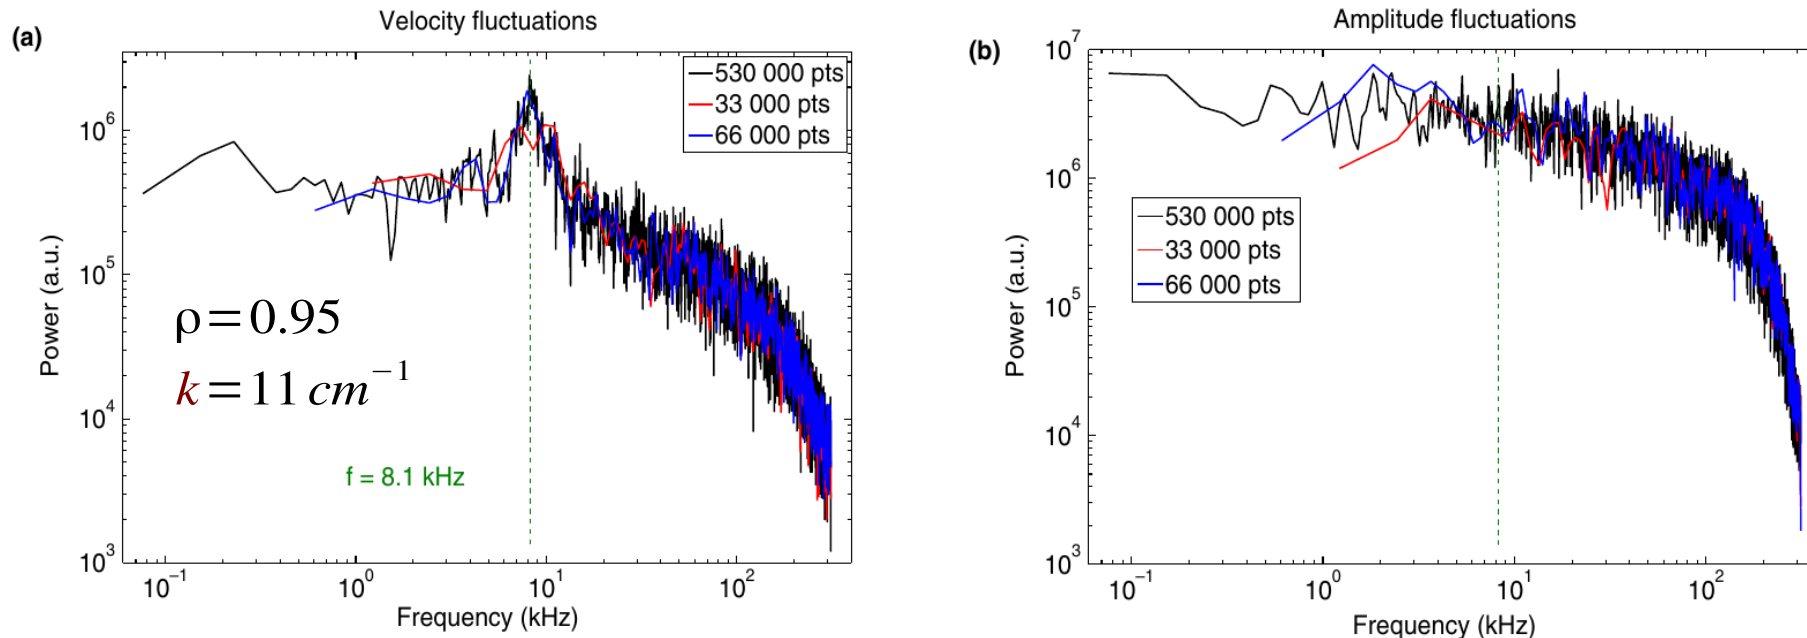 Velocity fluctuations
(a)
530 000 pts
33 000 pts
66 000 pts
10^6
10^5
10^4
10^3
Power (a.u.)
ρ=0.95
k=11 cm^−1
f = 8.1 kHz
10^−1
10^0
10^1
10^2
Frequency (kHz)
Amplitude fluctuations
(b)
10^7
10^6
10^5
10^4
10^3
Power (a.u.)
530 000 pts
33 000 pts
66 000 pts
10^−1
10^0
10^1
10^2
Frequency (kHz)